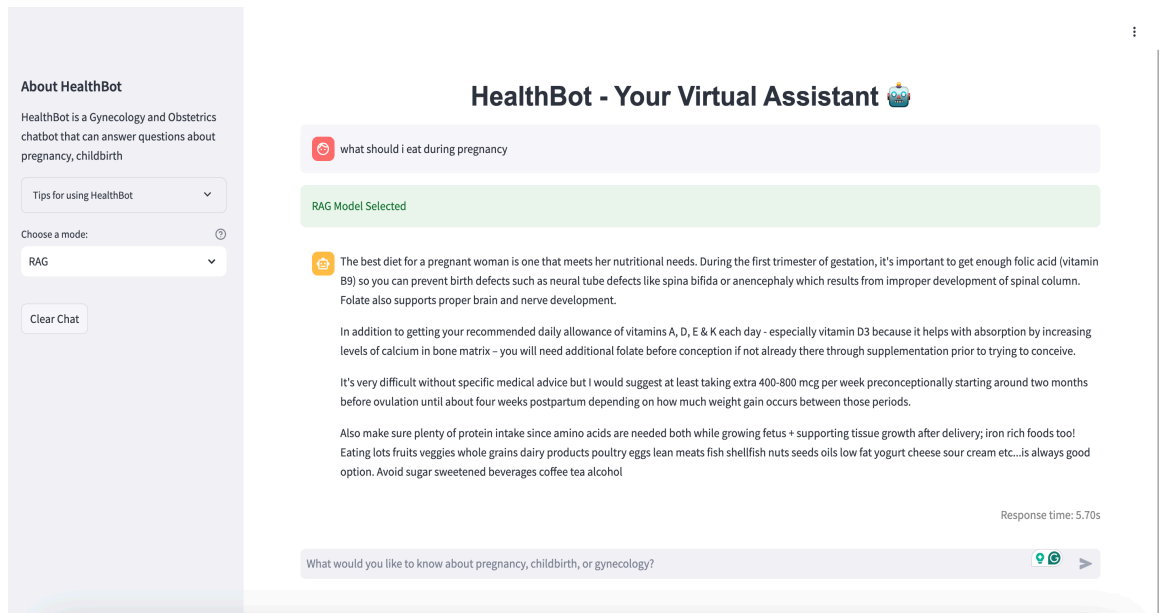 About HealthBot
HealthBot is a Gynecology and Obstetrics
chatbot that can answer questions about
pregnancy, childbirth
Tips for using HealthBot
Choose a mode:
RAG
Clear Chat
HealthBot - Your Virtual Assistant
what should i eat during pregnancy
RAG Model Selected
The best diet for a pregnant woman is one that meets her nutritional needs. During the first trimester of gestation, it's important to get enough folic acid (vitamin
B9) so you can prevent birth defects such as neural tube defects like spina bifida or anencephaly which results from improper development of spinal column.
Folate also supports proper brain and nerve development.
In addition to getting your recommended daily allowance of vitamins A, D, E & K each day - especially vitamin D3 because it helps with absorption by increasing
levels of calcium in bone matrix – you will need additional folate before conception if not already there through supplementation prior to trying to conceive.
It's very difficult without specific medical advice but I would suggest at least taking extra 400-800 mcg per week preconceptionally starting around two months
before ovulation until about four weeks postpartum depending on how much weight gain occurs between those periods.
Also make sure plenty of protein intake since amino acids are needed both while growing fetus + supporting tissue growth after delivery; iron rich foods too!
Eating lots fruits veggies whole grains dairy products poultry eggs lean meats fish shellfish nuts seeds oils low fat yogurt cheese sour cream etc...is always good
option. Avoid sugar sweetened beverages coffee tea alcohol
Response time: 5.70s
What would you like to know about pregnancy, childbirth, or gynecology?